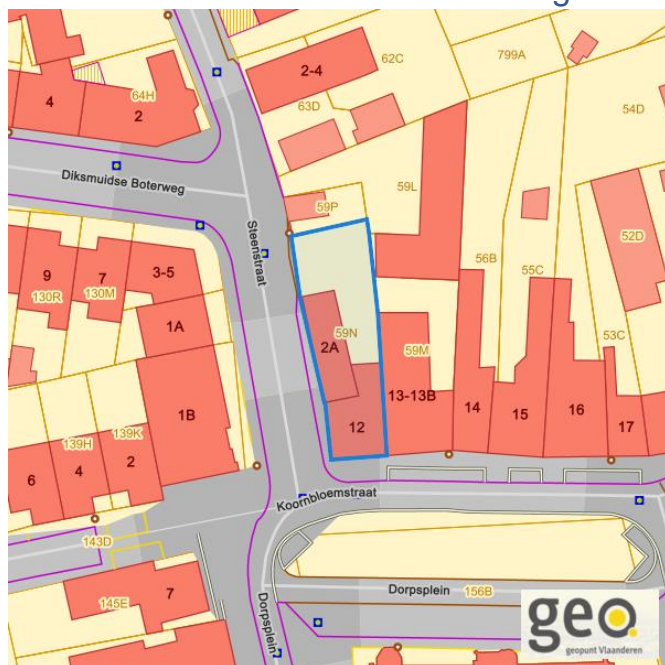 62C
799A
2-4
63D
4
64H
2
54D
Diksmuidse Boterweg
59L
59P
Steenstraat
52D
56B
55C
9
7
3-5
130R
130M
1A
59N
2A
59M
53C
13-13B
1B
12
14
15
16
17
139H
139K
6
4
2
Koornbloemstraat
143D
Dorpsplein
156B
145E
7
Dorpsplein
geo.
geopunt Vlaanderen